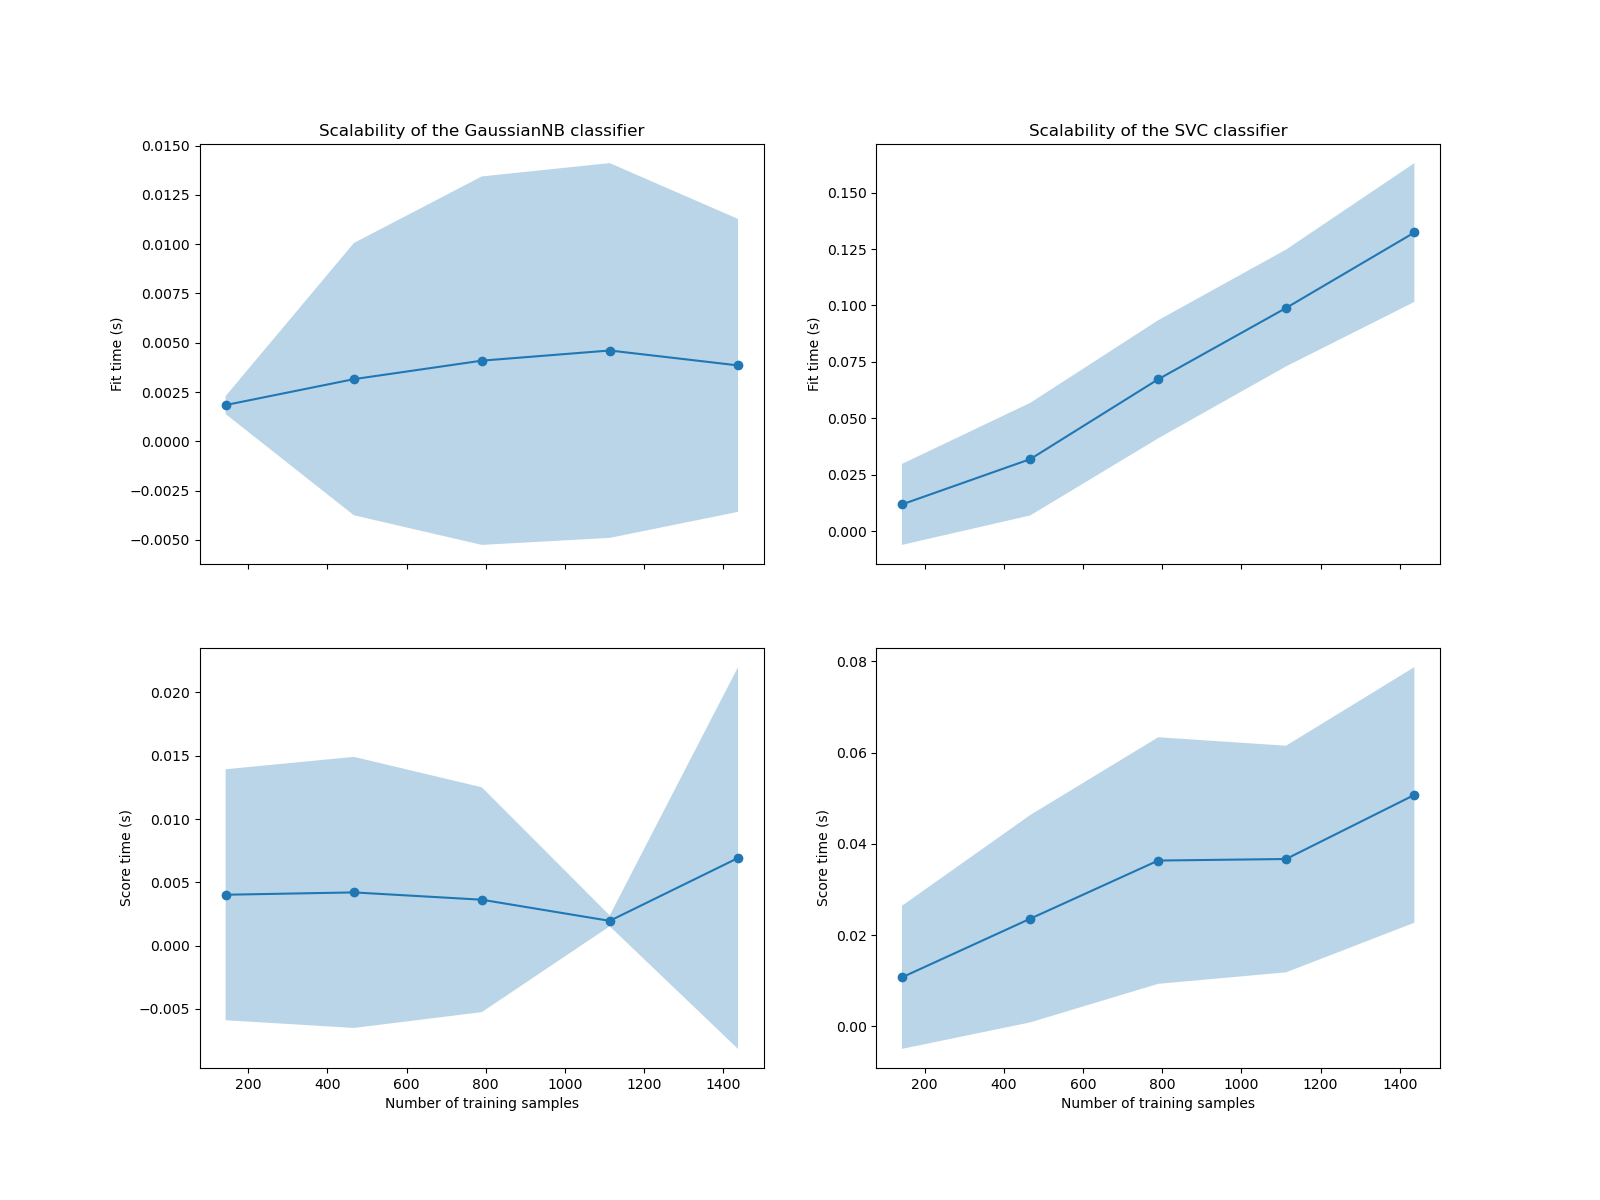 Scalability of the GaussianNB classifier
0.0150
0.0125
0.0100
0.0075
0.0050
0.0025
0.0000
−0.0025
−0.0050
Fit time (s)
Scalability of the SVC classifier
0.150
0.125
0.100
0.075
0.050
0.025
0.000
Fit time (s)
0.020
0.015
0.010
0.005
0.000
−0.005
Score time (s)
200 400 600 800 1000 1200 1400
Number of training samples
0.08
0.06
0.04
0.02
0.00
Score time (s)
200 400 600 800 1000 1200 1400
Number of training samples